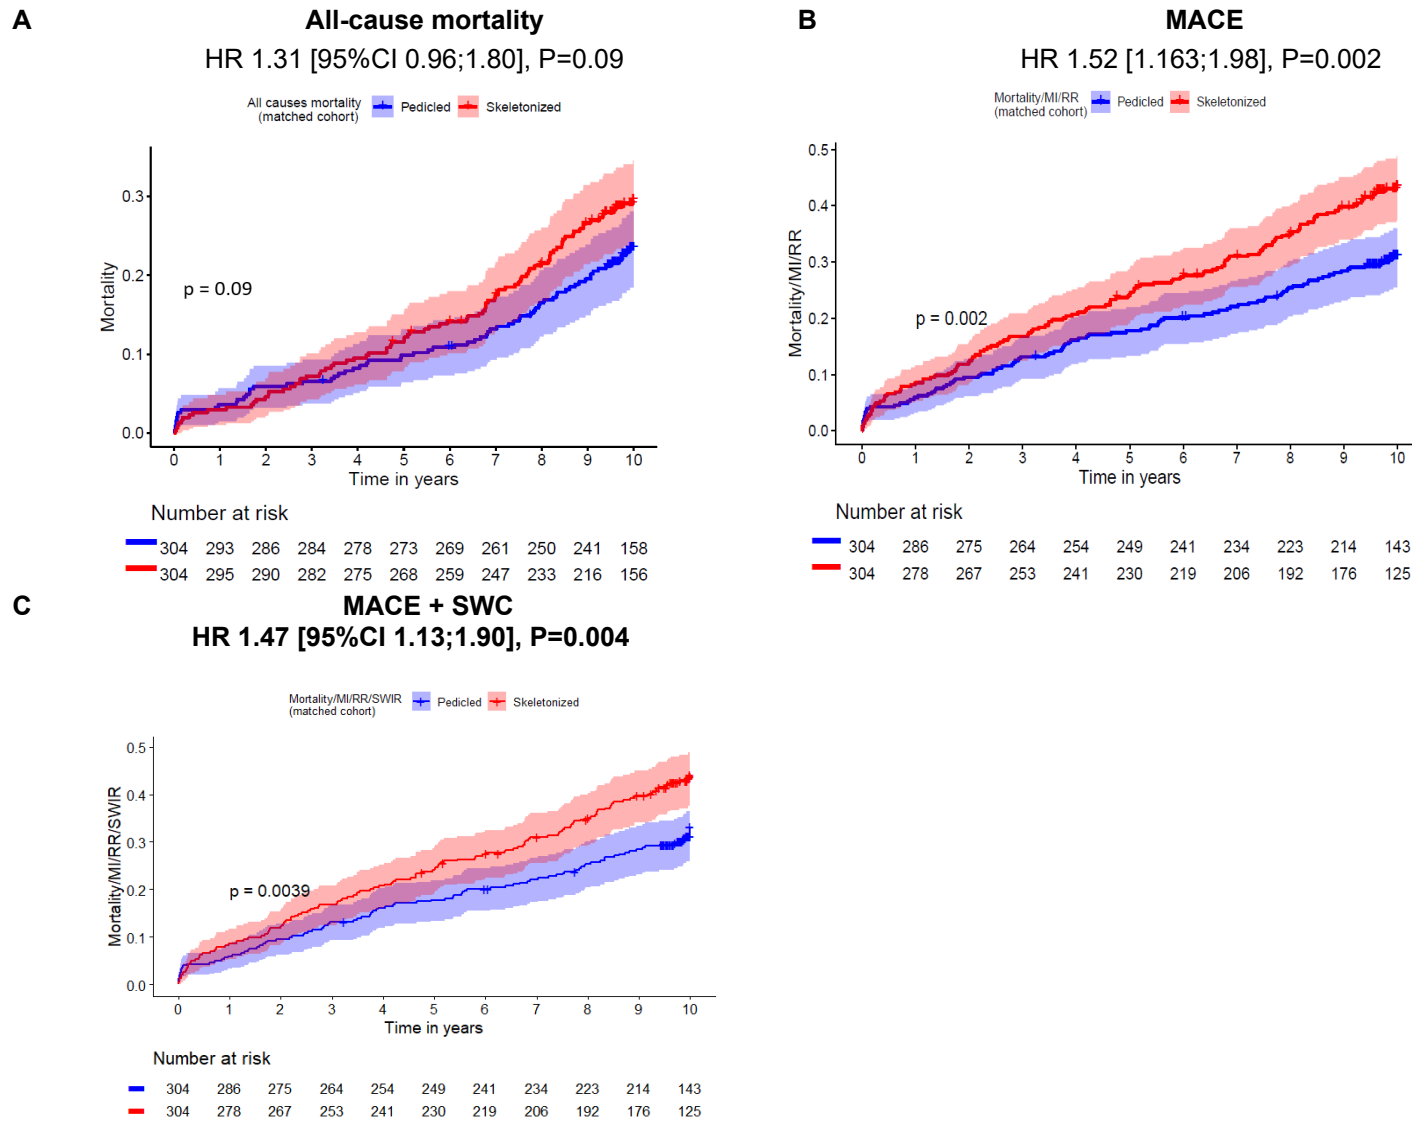 A
All-cause mortality
HR 1.31 [95%CI 0.96;1.80], P=0.09
All causes mortality
(matched cohort)
Pedicled
Skeletonized
Mortality
0.3
0.2
0.1
0.0
p = 0.09
0 1 2 3 4 5 6 7 8 9 10
Time in years
Number at risk
304 293 286 284 278 273 269 261 250 241 158
304 295 290 282 275 268 259 247 233 216 156
B
MACE
HR 1.52 [1.163;1.98], P=0.002
Mortality/MI/RR
(matched cohort)
Pedicled
Skeletonized
Mortality/MI/RR
0.5
0.4
0.3
0.2
0.1
0.0
p = 0.002
0 1 2 3 4 5 6 7 8 9 10
Time in years
Number at risk
304 286 275 264 254 249 241 234 223 214 143
304 278 267 253 241 230 219 206 192 176 125
C
MACE + SWC
HR 1.47 [95%CI 1.13;1.90], P=0.004
Mortality/MI/RR/SWIR
(matched cohort)
Pedicled
Skeletonized
Mortality/MI/RR/SWIR
0.5
0.4
0.3
0.2
0.1
0.0
p = 0.0039
0 1 2 3 4 5 6 7 8 9 10
Time in years
Number at risk
304 286 275 264 254 249 241 234 223 214 143
304 278 267 253 241 230 219 206 192 176 125